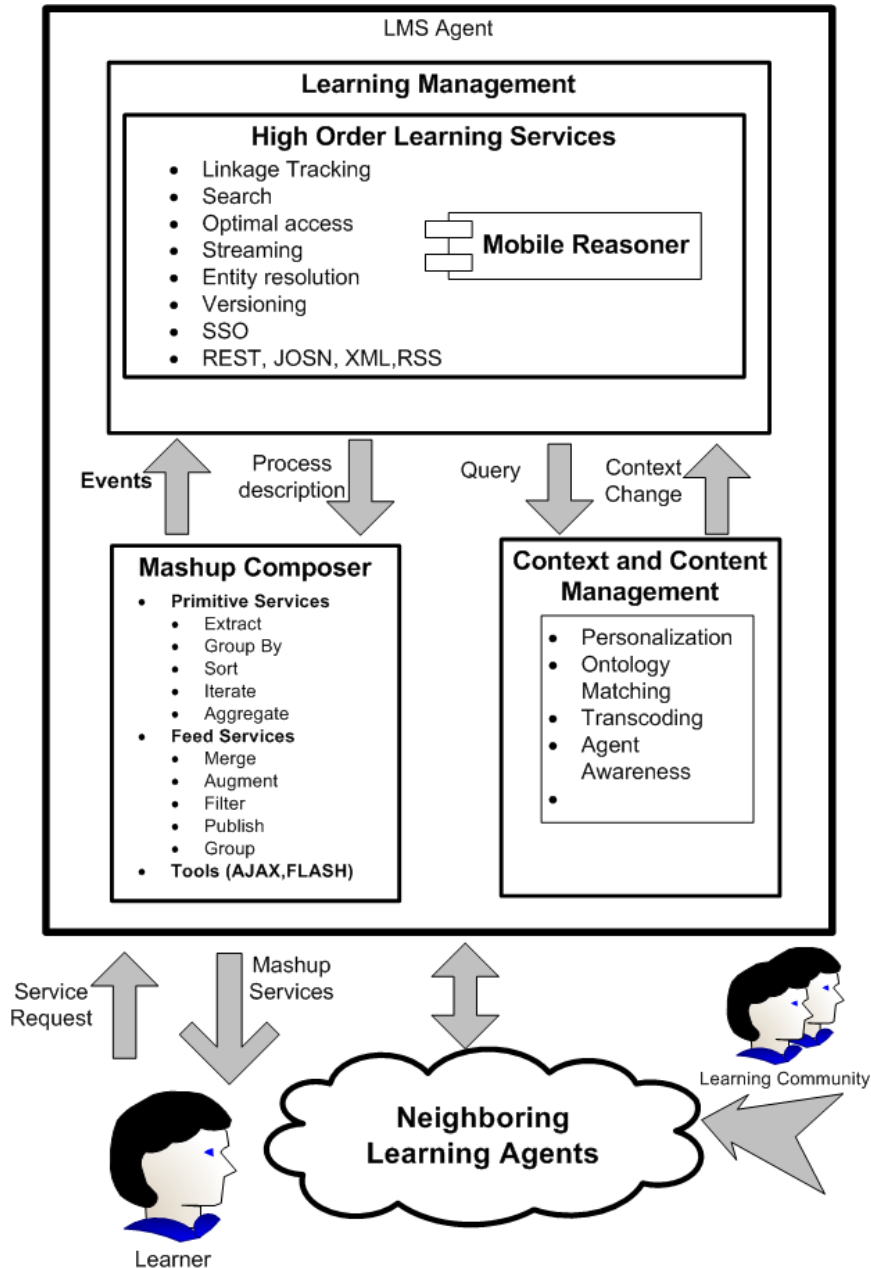 LMS Agent
Learning Management
High Order Learning Services
• Linkage Tracking
• Search
• Optimal access
• Streaming
• Entity resolution
• Versioning
• SSO
• REST, JOSN, XML,RSS
Mobile Reasoner
Events
Process
description
Query
Context
Change
Mashup Composer
• Primitive Services
• Extract
• Group By
• Sort
• Iterate
• Aggregate
• Feed Services
• Merge
• Augment
• Filter
• Publish
• Group
• Tools (AJAX,FLASH)
Context and Content
Management
• Personalization
• Ontology
Matching
• Transcoding
• Agent
Awareness
•
Service
Request
Mashup
Services
Learning Community
Neighboring
Learning Agents
Learner